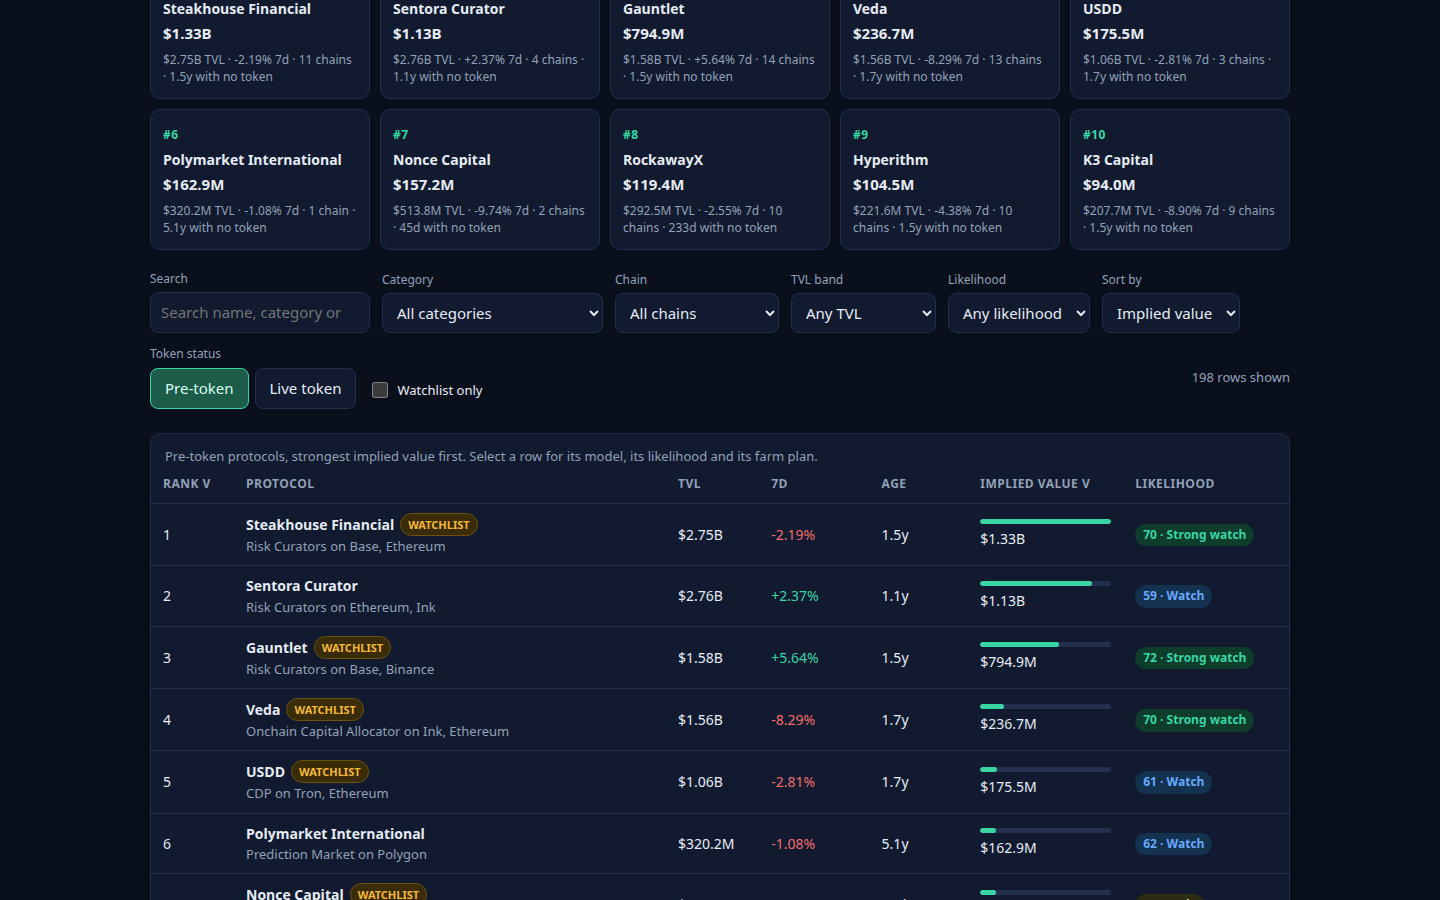 Steakhouse Financial
$1.33B
$2.75B TVL · -2.19% 7d · 11 chains
· 1.5y with no token
Sentora Curator
$1.13B
$2.76B TVL · +2.37% 7d · 4 chains ·
1.1y with no token
Gauntlet
$794.9M
$1.58B TVL · +5.64% 7d · 14 chains
· 1.5y with no token
Veda
$236.7M
$1.56B TVL · -8.29% 7d · 13 chains
· 1.7y with no token
USDD
$175.5M
$1.06B TVL · -2.81% 7d · 3 chains ·
1.7y with no token
#6
Polymarket International
$162.9M
$320.2M TVL · -1.08% 7d · 1 chain ·
5.1y with no token
#7
Nonce Capital
$157.2M
$513.8M TVL · -9.74% 7d · 2 chains
· 45d with no token
#8
RockawayX
$119.4M
$292.5M TVL · -2.55% 7d · 10
chains · 233d with no token
#9
Hyperithm
$104.5M
$221.6M TVL · -4.38% 7d · 10
chains · 1.5y with no token
#10
K3 Capital
$94.0M
$207.7M TVL · -8.90% 7d · 9 chains
· 1.5y with no token
Search
Search name, category or
Category
All categories
Chain
All chains
TVL band
Any TVL
Likelihood
Any likelihood
Sort by
Implied value
Token status
Pre-token
Live token
Watchlist only
198 rows shown
Pre-token protocols, strongest implied value first. Select a row for its model, its likelihood and its farm plan.
RANK V PROTOCOL TVL 7D AGE IMPLIED VALUE V LIKELIHOOD
1 Steakhouse Financial WATCHLIST $2.75B -2.19% 1.5y $1.33B 70 · Strong watch
Risk Curators on Base, Ethereum
2 Sentora Curator $2.76B +2.37% 1.1y $1.13B 59 · Watch
Risk Curators on Ethereum, Ink
3 Gauntlet WATCHLIST $1.58B +5.64% 1.5y $794.9M 72 · Strong watch
Risk Curators on Base, Binance
4 Veda WATCHLIST $1.56B -8.29% 1.7y $236.7M 70 · Strong watch
Onchain Capital Allocator on Ink, Ethereum
5 USDD WATCHLIST $1.06B -2.81% 1.7y $175.5M 61 · Watch
CDP on Tron, Ethereum
6 Polymarket International $320.2M -1.08% 5.1y $162.9M 62 · Watch
Prediction Market on Polygon
Nonce Capital WATCHLIST